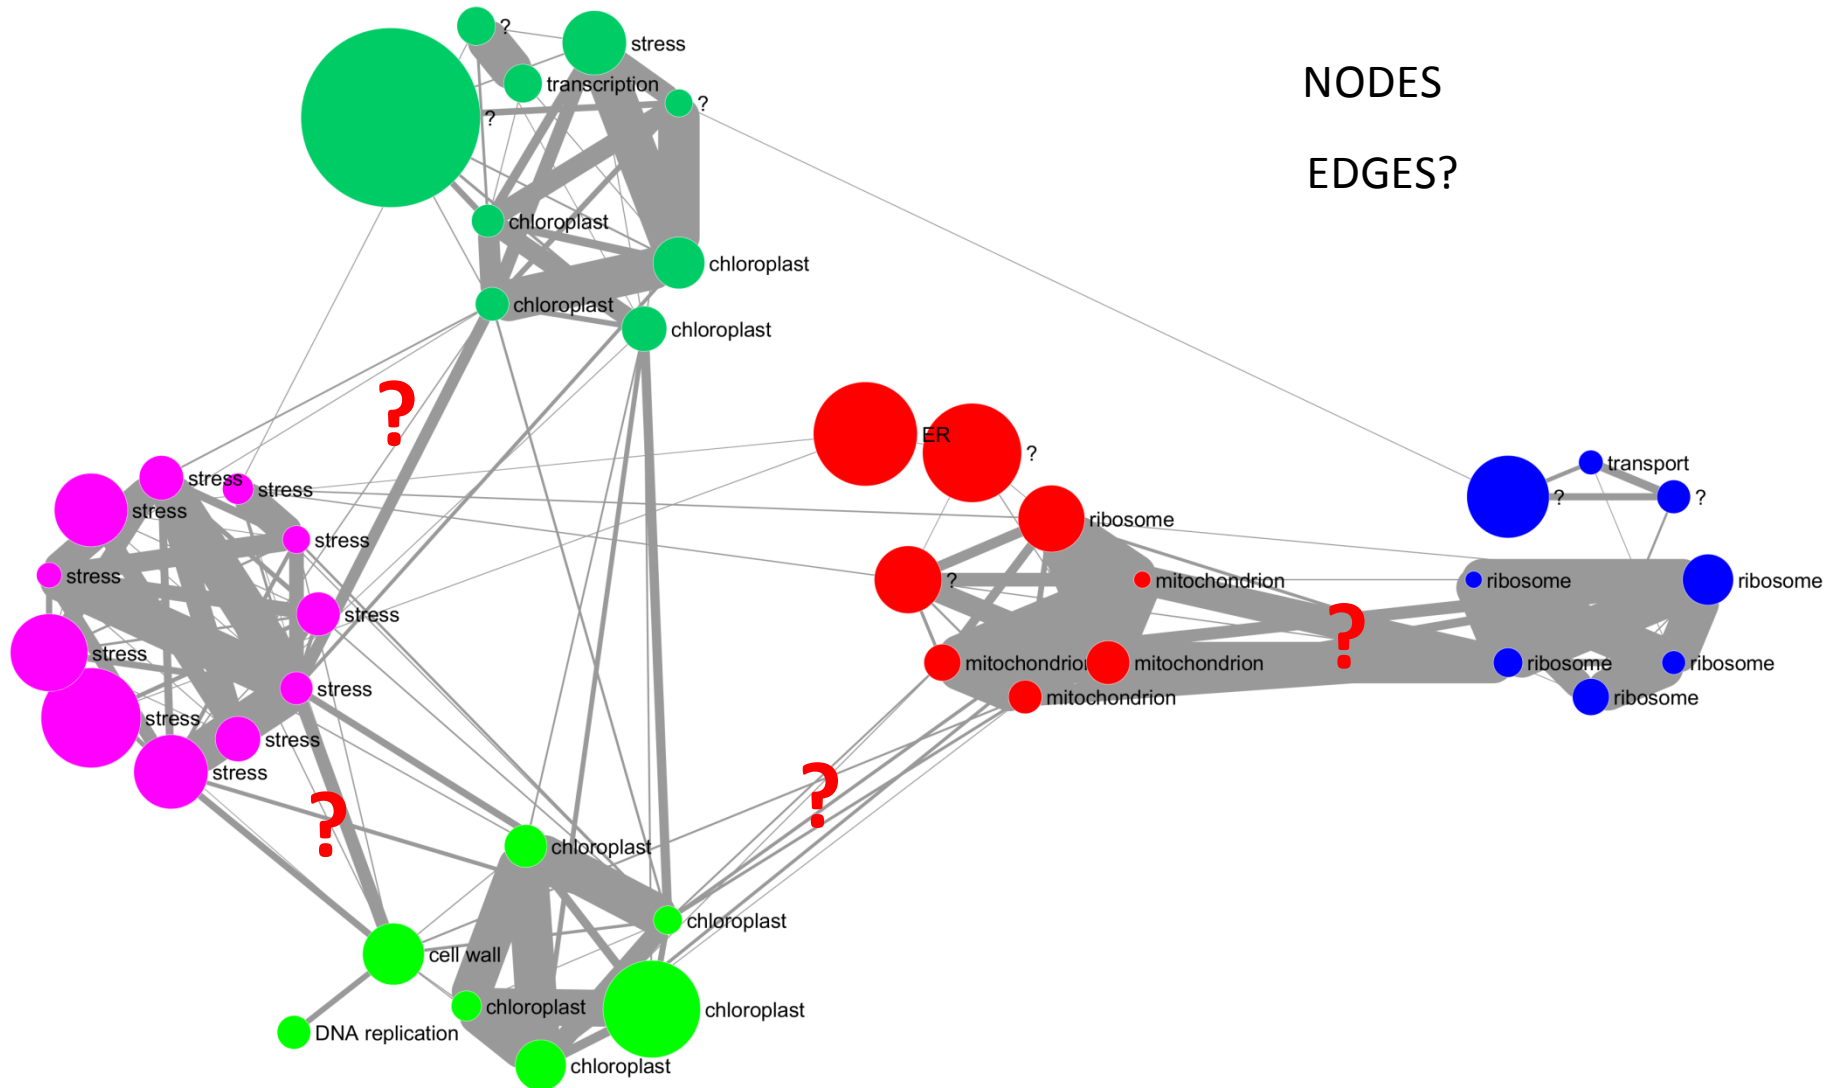 ?
stress
NODES
transcription
?
?
EDGES?
chloroplast
chloroplast
chloroplast
chloroplast
?
ER
?
transport
?
?
stress
stress
stress
ribosome
stress
stress
?
mitochondrion
ribosome
ribosome
stress
?
stress
mitochondrion
mitochondrion
ribosome
ribosome
stress
mitochondrion
ribosome
stress
stress
stress
?
?
chloroplast
chloroplast
cell wall
chloroplast
chloroplast
DNA replication
chloroplast